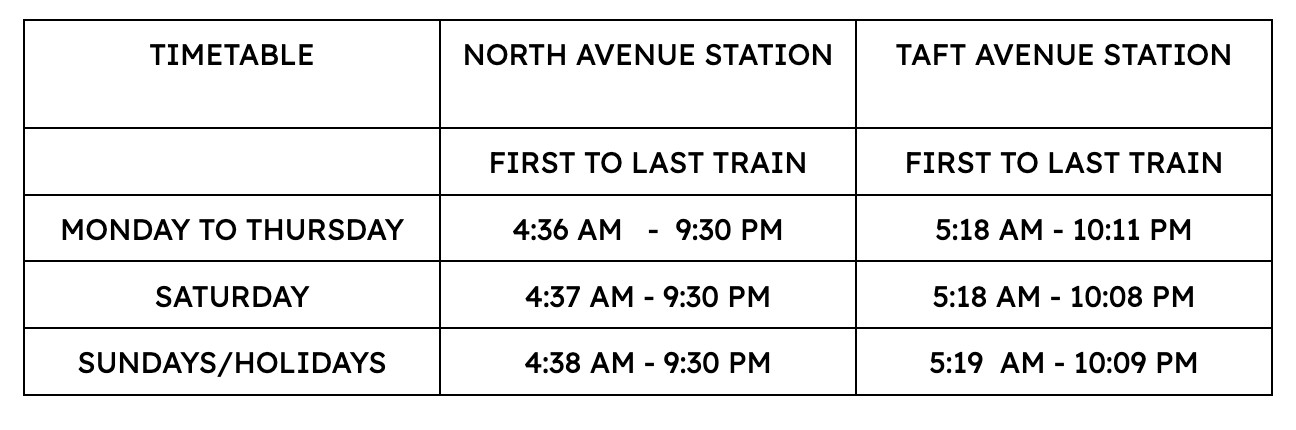 TIMETABLE NORTH AVENUE STATION TAFT AVENUE STATION
FIRST TO LAST TRAIN FIRST TO LAST TRAIN
MONDAY TO THURSDAY 4:36 AM - 9:30 PM 5:18 AM - 10:11 PM
SATURDAY 4:37 AM - 9:30 PM 5:18 AM - 10:08 PM
SUNDAYS/HOLIDAYS 4:38 AM - 9:30 PM 5:19 AM - 10:09 PM